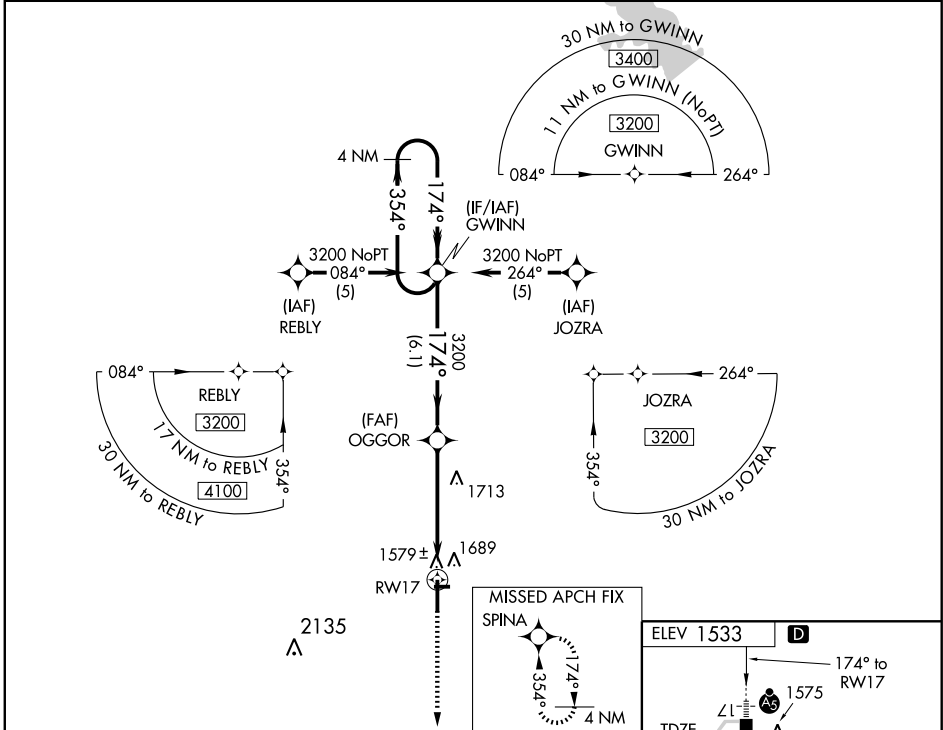 30 NM to GWINN
3400
11 NM to GWINN (NoPT)
3200
GWINN
084°
264°
4 NM
354°
174°
(IF/IAF)
GWINN
3200 NoPT
084°
(5)
3200 NoPT
264°
(5)
(IAF)
REBLY
(IAF)
JOZRA
3200
174°
(6.1)
084°
REBLY
3200
17 NM to REBLY
4100
30 NM to REBLY
354°
264°
JOZRA
3200
354°
30 NM to JOZRA
(FAF)
OGGOR
1713
1579 ±
1689
RW17
2135
MISSED APCH FIX
SPINA
354°
174°
4 NM
ELEV 1533
D
174° to
RW17
17
A5
1575
TDZE